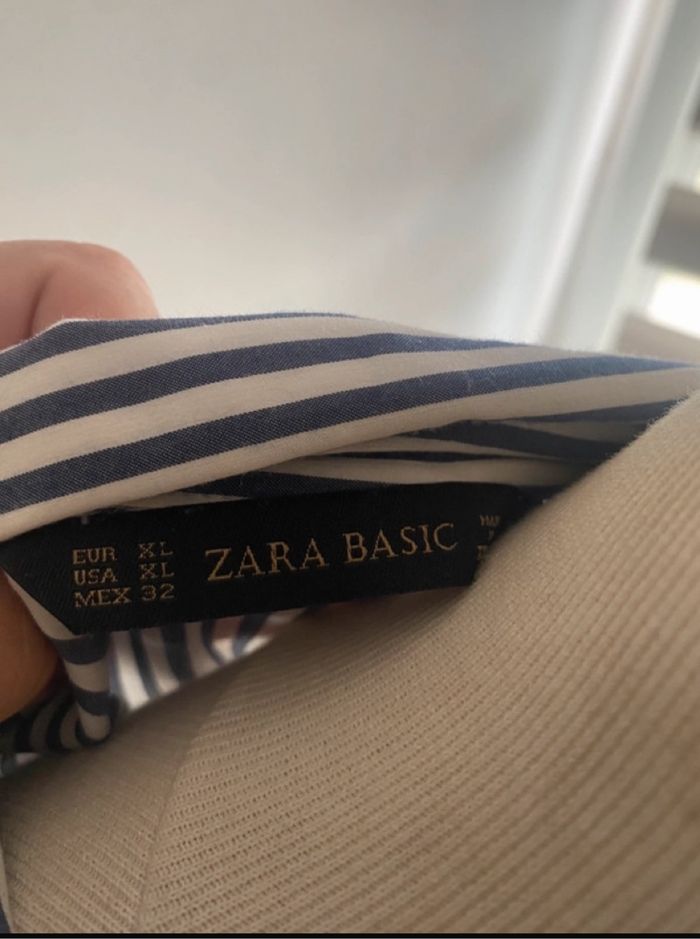 EUR XL
USA XL
MEX 32
ZARA BASIC